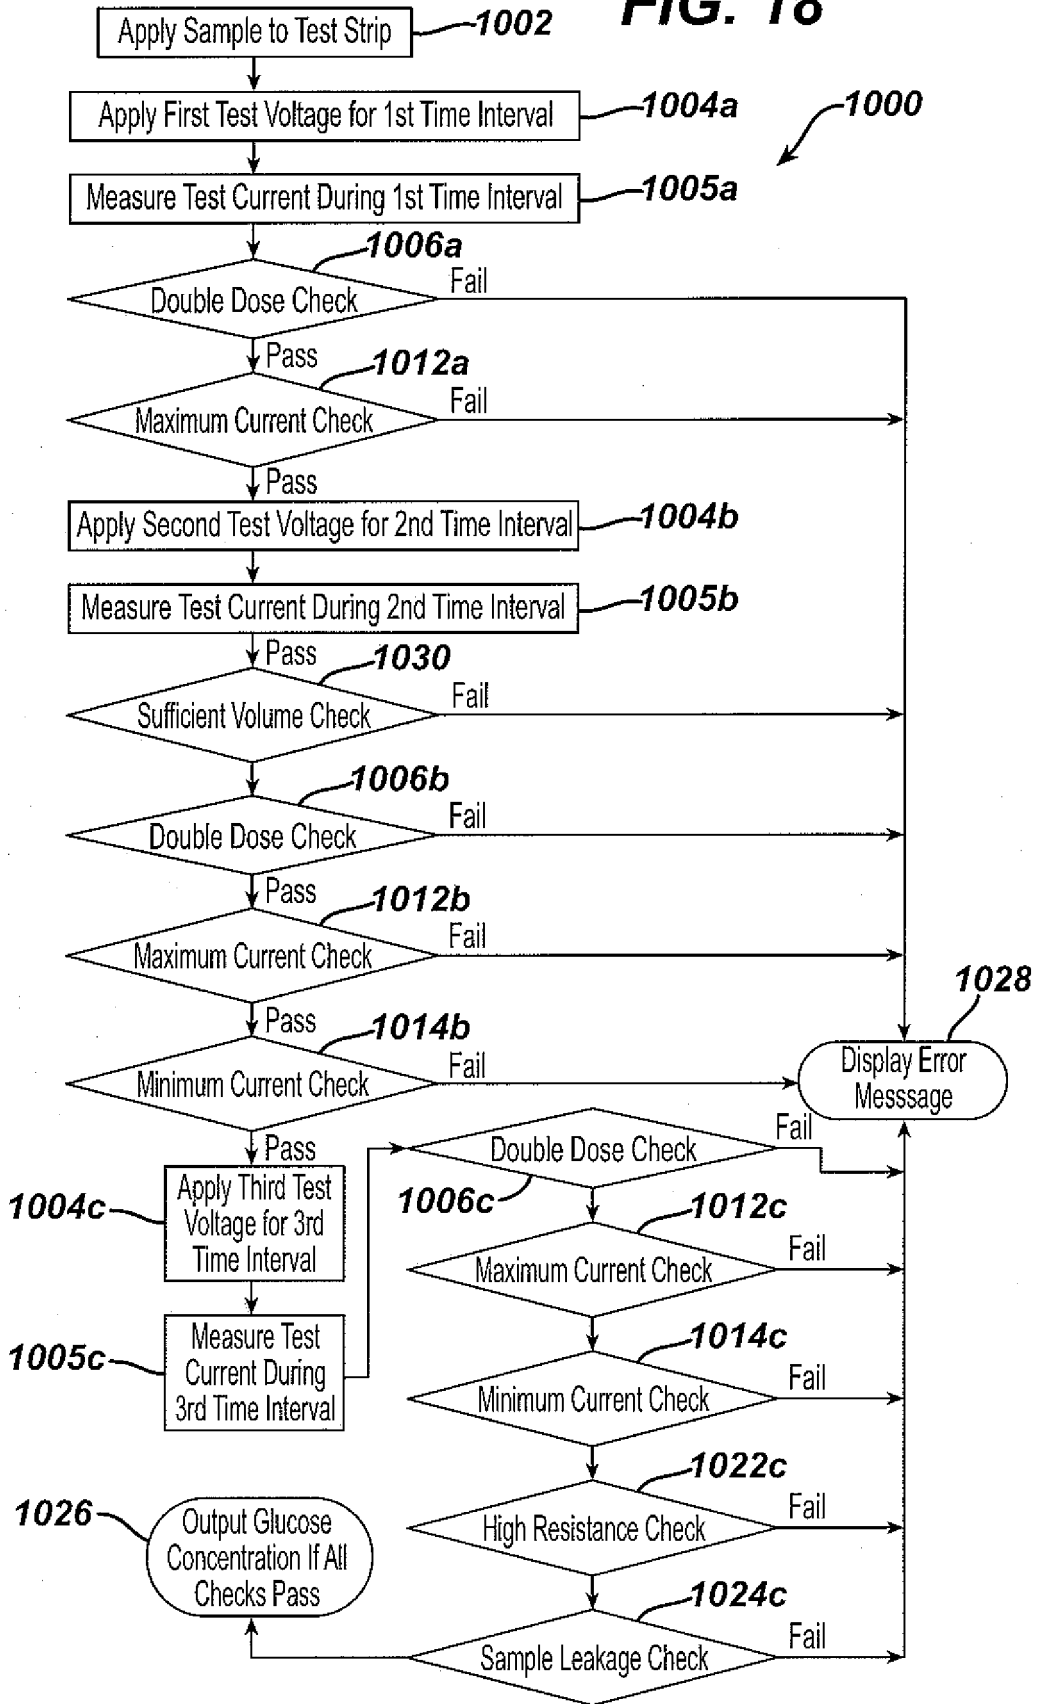 FIG. 18
Apply Sample to Test Strip
1002
Apply First Test Voltage for 1st Time Interval
1004a
1000
Measure Test Current During 1st Time Interval
1005a
1006a
Double Dose Check
Fail
Pass
1012a
Maximum Current Check
Fail
Pass
Apply Second Test Voltage for 2nd Time Interval
1004b
Measure Test Current During 2nd Time Interval
1005b
Pass
1030
Sufficient Volume Check
Fail
1006b
Double Dose Check
Fail
Pass
1012b
Maximum Current Check
Fail
Pass
1014b
Minimum Current Check
Fail
1028
Display Error
Messsage
Pass
1004c
Apply Third Test
Voltage for 3rd
Time Interval
1005c
Measure Test
Current During
3rd Time Interval
Double Dose Check
Fail
1006c
1012c
Maximum Current Check
Fail
1014c
Minimum Current Check
Fail
1022c
High Resistance Check
Fail
1024c
Sample Leakage Check
Fail
1026
Output Glucose
Concentration If All
Checks Pass